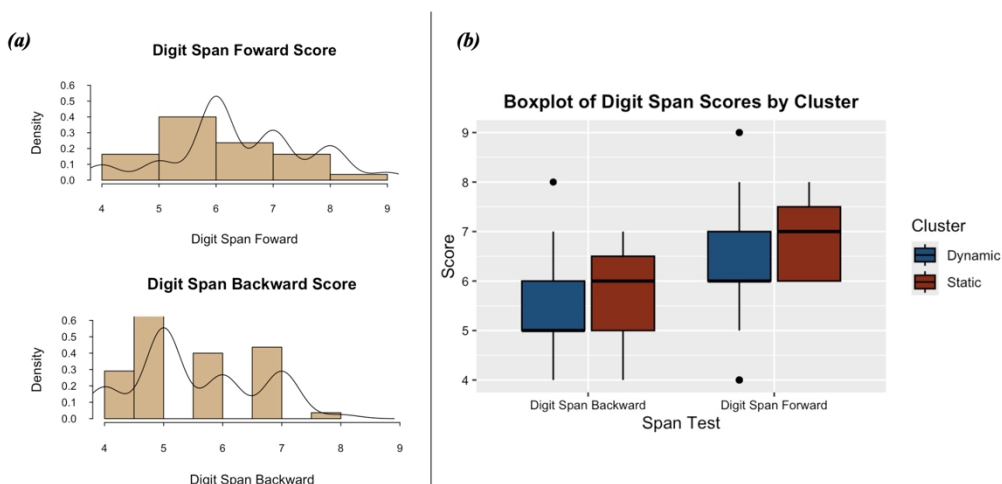 (a)
Digit Span Foward Score
Density
0.6
0.5
0.4
0.3
0.2
0.1
0.0
4 5 6 7 8 9
Digit Span Foward
Digit Span Backward Score
Density
0.6
0.5
0.4
0.3
0.2
0.1
0.0
4 5 6 7 8 9
Digit Span Backward
(b)
Boxplot of Digit Span Scores by Cluster
Score
9
8
7
6
5
4
Digit Span Backward Digit Span Forward
Span Test
Cluster
Dynamic
Static